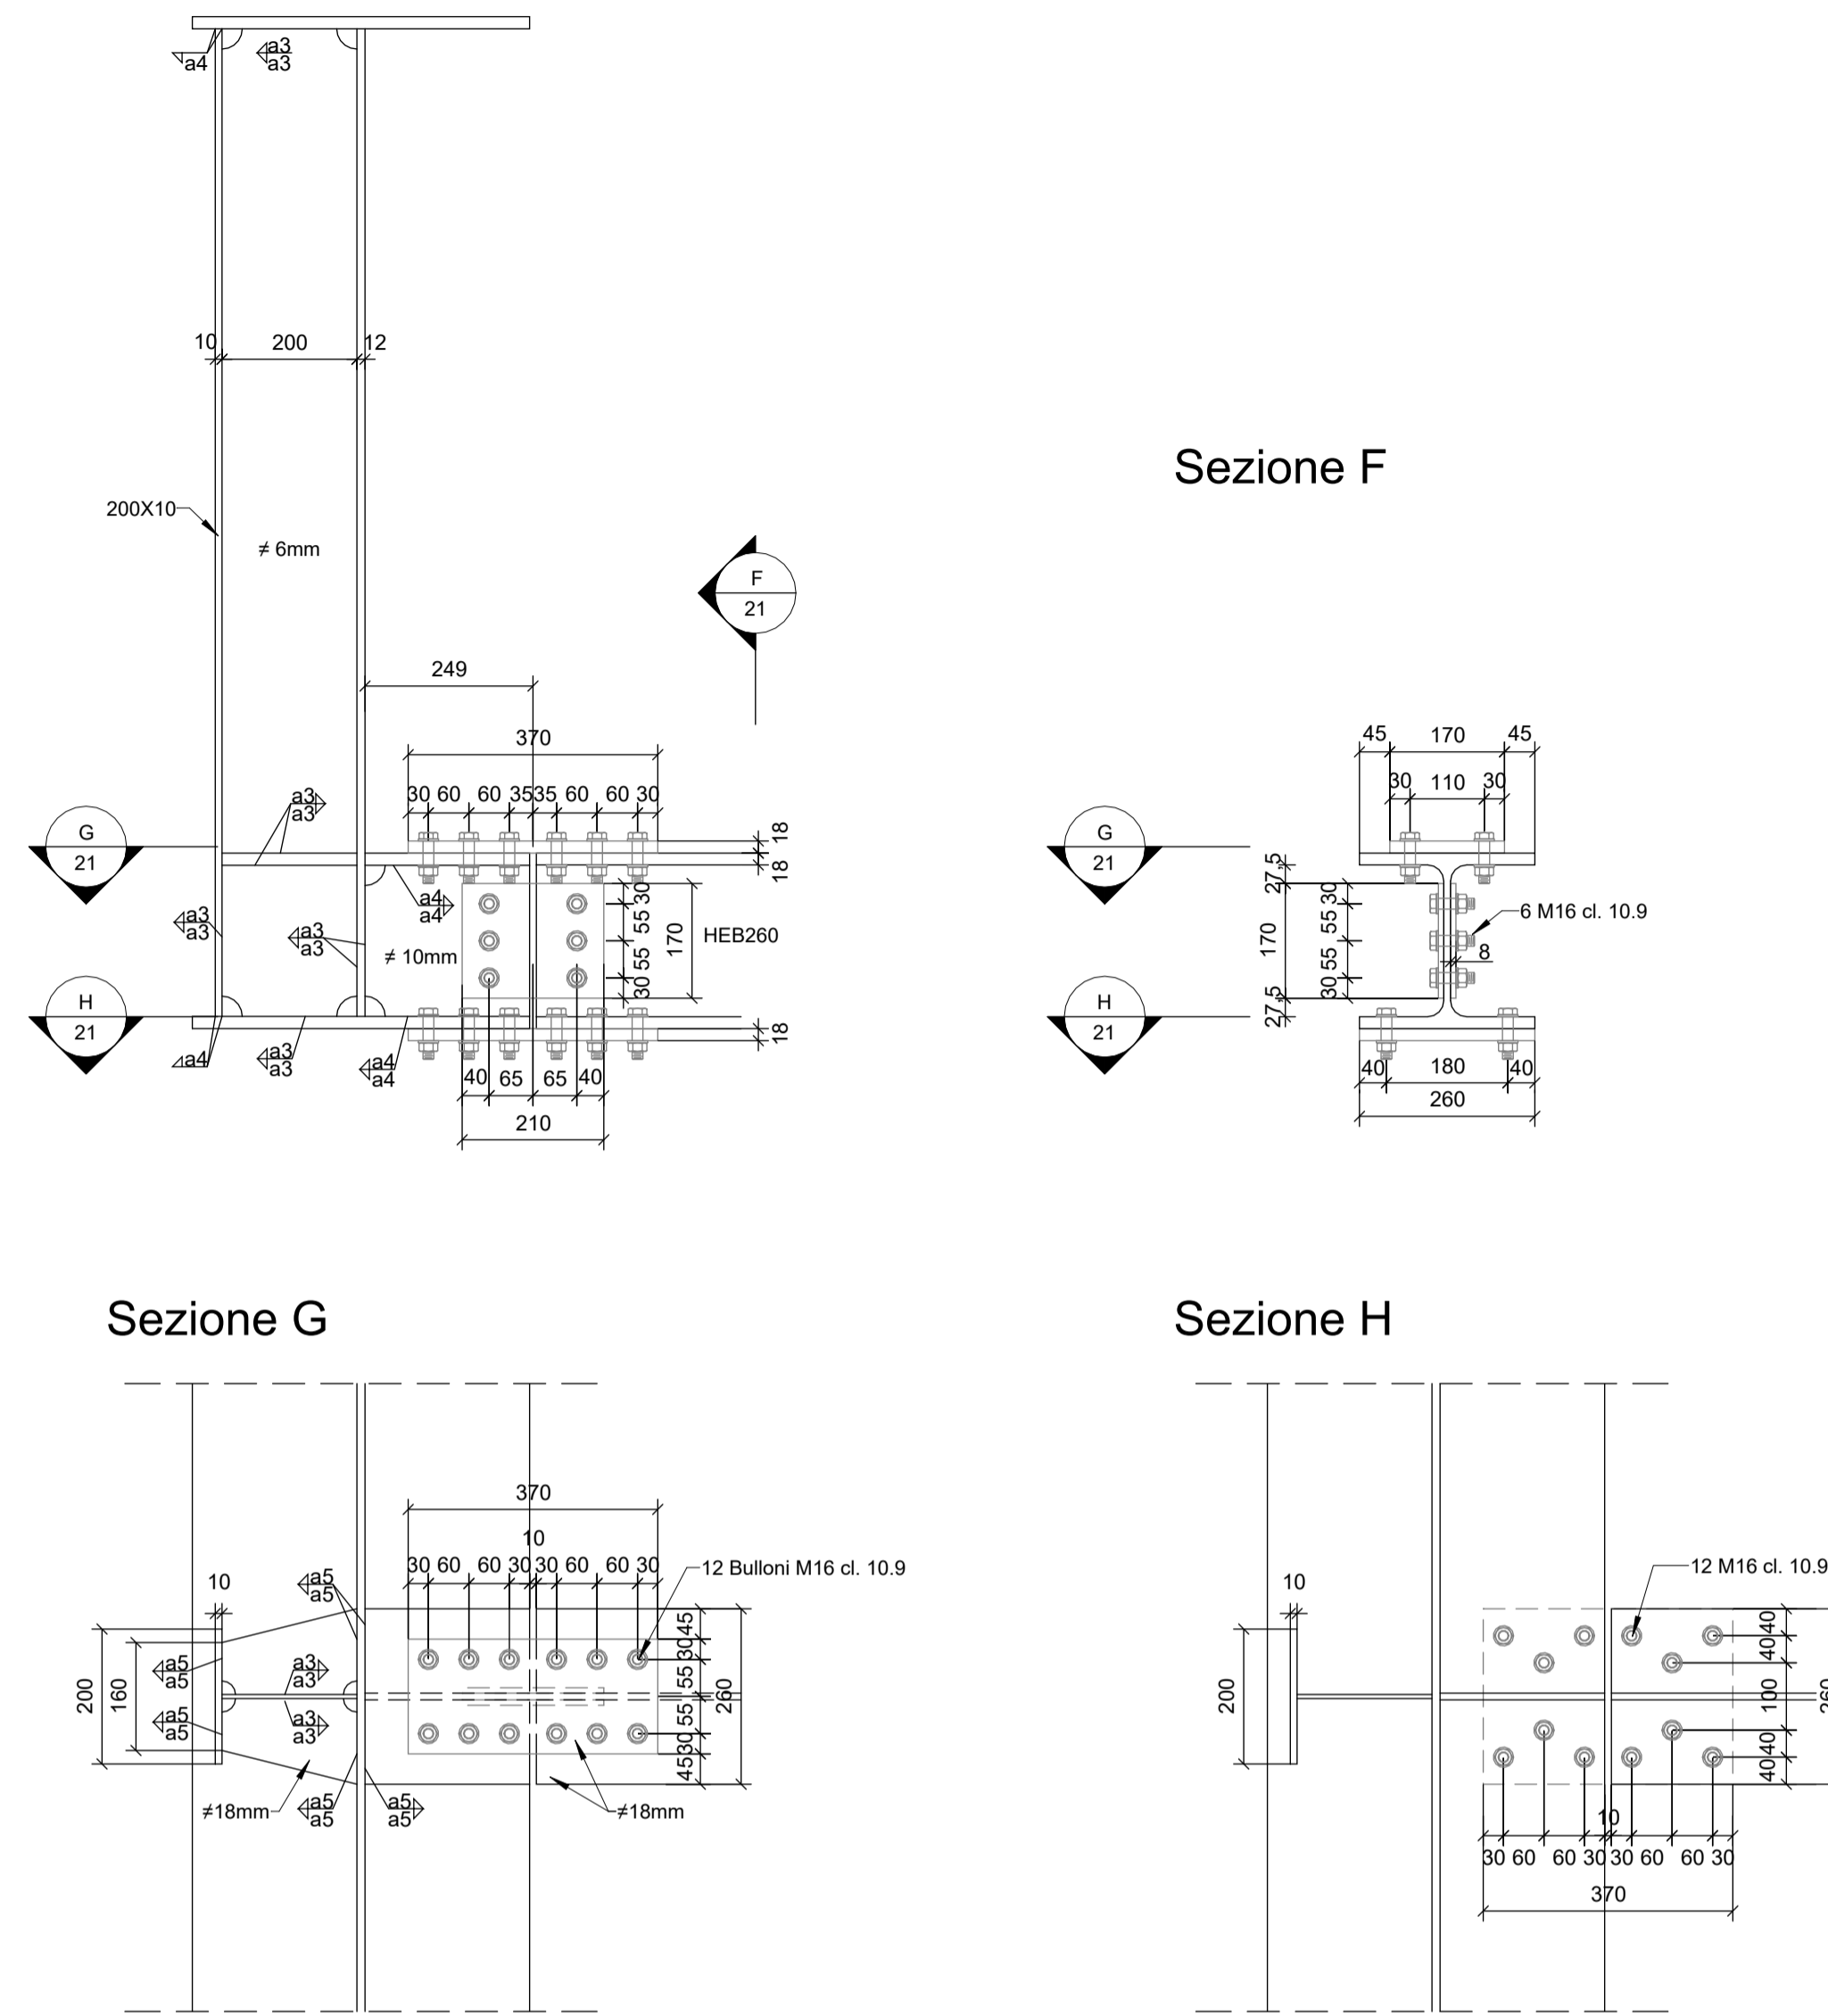 a4
a3
a3
10 200 12
200X10
≠ 6mm
F
21
249
370
30 60 60 35 35 60 60 30
18
18
a3
a3
G
21
a3
a3
a3
a3
a4
a4
≠ 10mm
30
55
55
30
170
HEB260
H
21
a4
a3
a3
a4
a4
18
40 65 65 40
210
Sezione F
45 170 45
30 110 30
G
21
27,5
170
27,5
30
55
55
30
6 M16 cl. 10.9
8
H
21
40 180 40
260
Sezione G
370
10
30 60 60 30 30 60 60 30
12 Bulloni M16 cl. 10.9
10
a5
a5
200
160
a5
a5
a3
a3
a5
a5
a3
a3
45
30
55
55
30
45
260
≠18mm
a5
a5
a5
a5
≠18mm
Sezione H
10
12 M16 cl. 10.9
200
40
40
100
40
40
260
10
30 60 60 30 30 60 60 30
370